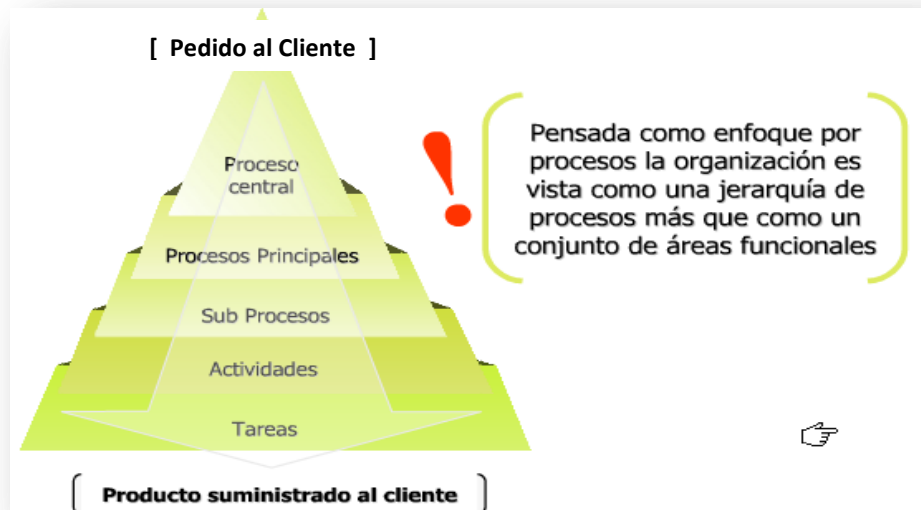 [ Pedido al Cliente ]
Proceso
central
Procesos Principales
Sub Procesos
Actividades
Tareas
Producto suministrado al cliente
!
Pensada como enfoque por
procesos la organización es
vista como una jerarquía de
procesos más que como un
conjunto de áreas funcionales